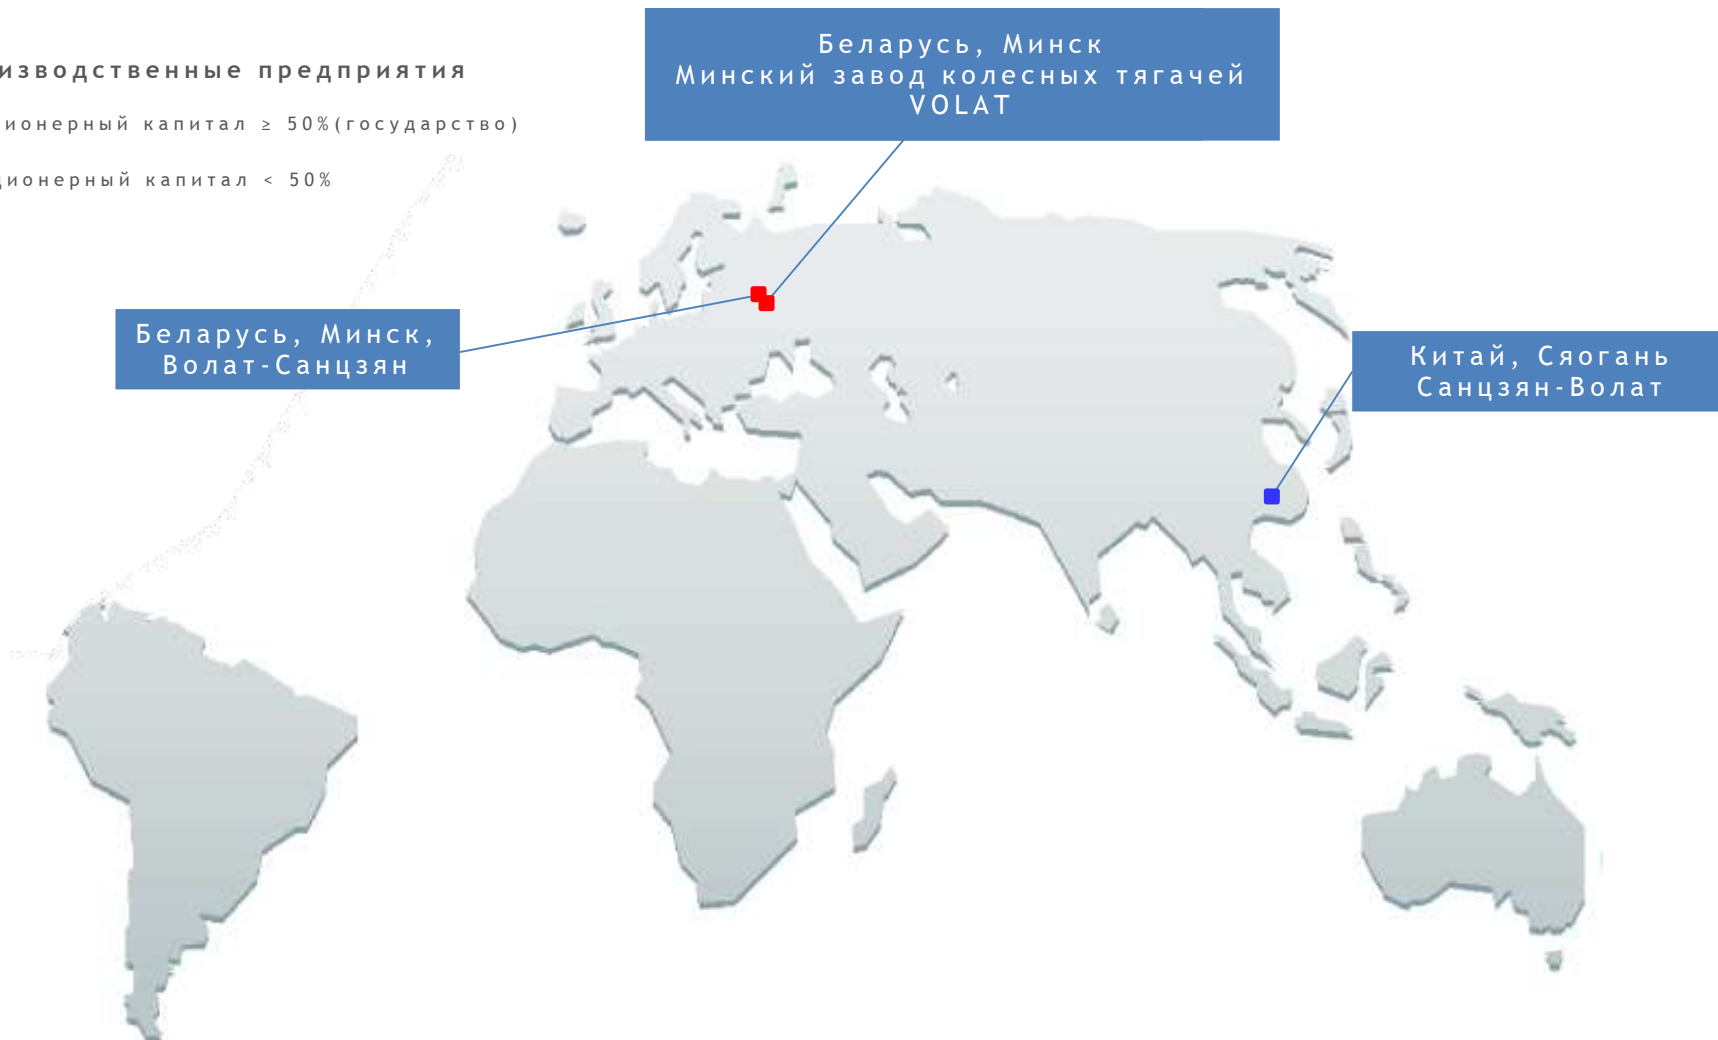 изводственные предприятия
ионерный капитал ≥ 50%(государство)
ционерный капитал < 50%
Беларусь, Минск
Минский завод колесных тягачей
VOLAT
Беларусь, Минск,
Волат-Санцзян
Китай, Сяогань
Санцзян-Волат